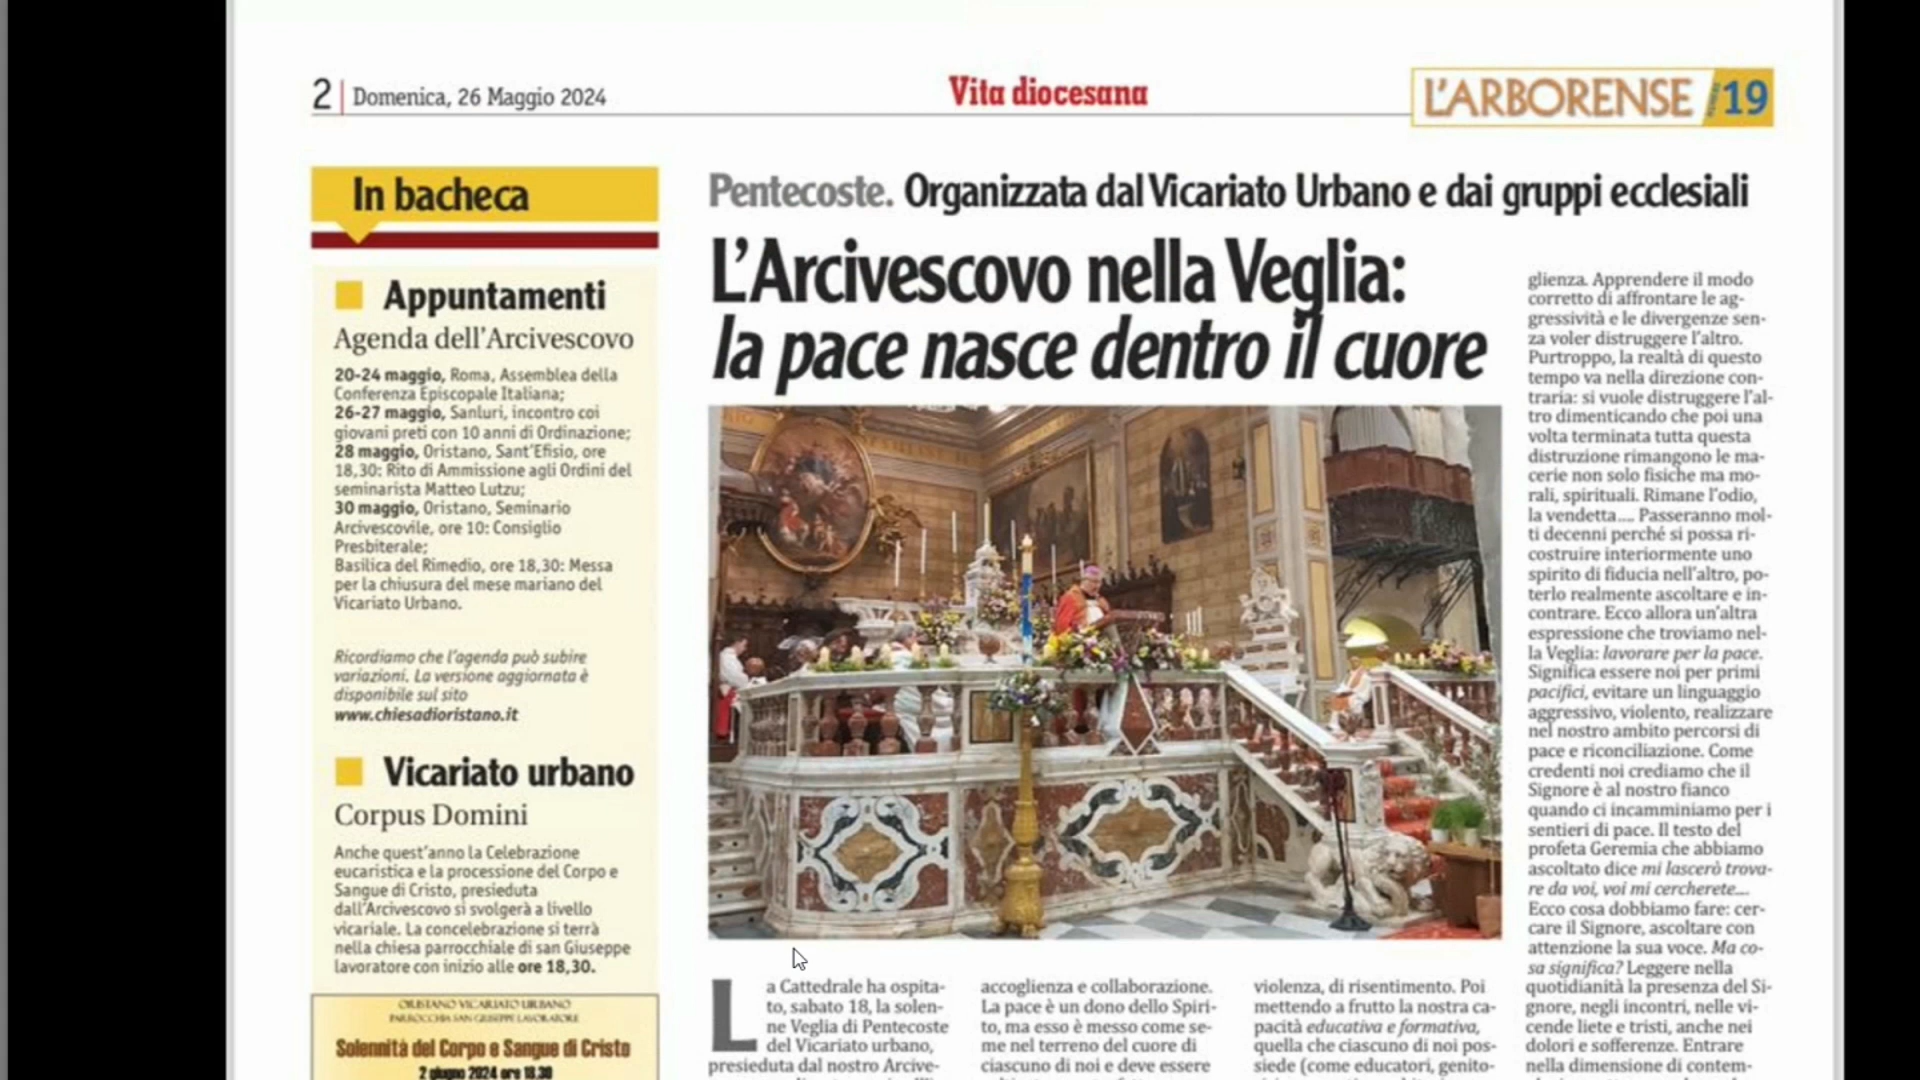 2 Domenica, 26 Maggio 2024
Vita diocesana
L'ARBORENSE 19
In bacheca
Appuntamenti
Agenda dell'Arcivescovo
20-24 maggio, Roma, Assemblea della
Conferenza Episcopale Italiana;
26-27 maggio, Sanluri, incontro coi
giovani preti con 10 anni di Ordinazione;
28 maggio, Oristano, Sant'Efisio, ore
18,30: Rito di Ammissione agli Ordini del
seminarista Matteo Lutzu;
30 maggio, Oristano, Seminario
Arcivescovile, ore 10: Consiglio
Presbiterale;
Basilica del Rimedio, ore 18,30: Messa
per la chiusura del mese mariano del
Vicariato Urbano.
Ricordiamo che l'agenda può subire
variazioni. La versione aggiornata è
disponibile sul sito
www.chiesadioristano.it
Vicariato urbano
Corpus Domini
Anche quest'anno la Celebrazione
eucaristica e la processione del Corpo e
Sangue di Cristo, presieduta
dall'Arcivescovo si svolgerà a livello
vicariale. La concelebrazione si terrà
nella chiesa parrocchiale di san Giuseppe
lavoratore con inizio alle ore 18,30.
ORISTANO VICARIATO URBANO
PARROCCHIA SAN GIUSEPPE LAVORATORE
Solennità del Corpo e Sangue di Cristo
2 giugno 2024 ore 18.30
Pentecoste. Organizzata dal Vicariato Urbano e dai gruppi ecclesiali
L'Arcivescovo nella Veglia:
la pace nasce dentro il cuore
La Cattedrale ha ospita-
to, sabato 18, la solen-
ne Veglia di Pentecoste
del Vicariato urbano,
presieduta dal nostro Arcive-
accoglienza e collaborazione.
La pace è un dono dello Spiri-
to, ma esso è messo come se-
me nel terreno del cuore di
ciascuno di noi e deve essere
violenza, di risentimento. Poi
mettendo a frutto la nostra ca-
pacità educativa e formativa,
quella che ciascuno di noi pos-
siede (come educatori, genito-
glienza. Apprendere il modo
corretto di affrontare le ag-
gressività e le divergenze sen-
za voler distruggere l'altro.
Purtroppo, la realtà di questo
tempo va nella direzione con-
traria: si vuole distruggere l'al-
tro dimenticando che poi una
volta terminata tutta questa
distruzione rimangono le ma-
cerie non solo fisiche ma mo-
rali, spirituali. Rimane l'odio,
la vendetta.... Passeranno mol-
ti decenni perché si possa ri-
costruire interiormente uno
spirito di fiducia nell'altro, po-
terlo realmente ascoltare e in-
contrare. Ecco allora un'altra
espressione che troviamo nel-
la Veglia: lavorare per la pace.
Significa essere noi per primi
pacifici, evitare un linguaggio
aggressivo, violento, realizzare
nel nostro ambito percorsi di
pace e riconciliazione. Come
credenti noi crediamo che il
Signore è al nostro fianco
quando ci incamminiamo per i
sentieri di pace. Il testo del
profeta Geremia che abbiamo
ascoltato dice mi lascerò trova-
re da voi, voi mi cercherete....
Ecco cosa dobbiamo fare: cer-
care il Signore, ascoltare con
attenzione la sua voce. Ma co-
sa significa? Leggere nella
quotidianità la presenza del Si-
gnore, negli incontri, nelle vi-
cende liete e tristi, anche nei
dolori e sofferenze. Entrare
nella dimensione di contem-